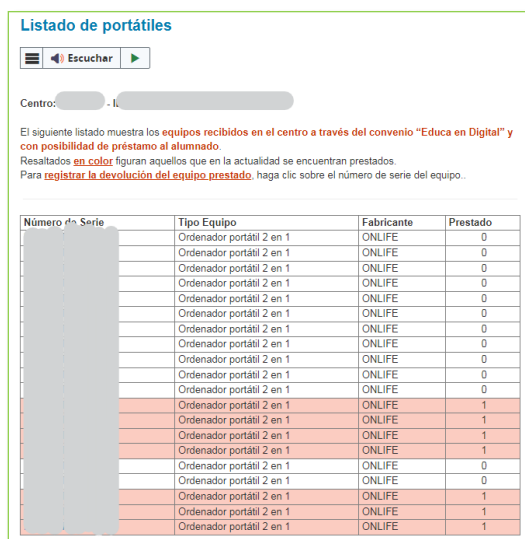 Listado de portátiles
Escuchar
Centro: - I
El siguiente listado muestra los equipos recibidos en el centro a través del convenio “Educa en Digital” y
con posibilidad de préstamo al alumnado.
Resaltados en color figuran aquellos que en la actualidad se encuentran prestados.
Para registrar la devolución del equipo prestado, haga clic sobre el número de serie del equipo..
Número de Serie Tipo Equipo Fabricante Prestado
Ordenador portátil 2 en 1 ONLIFE 0
Ordenador portátil 2 en 1 ONLIFE 0
Ordenador portátil 2 en 1 ONLIFE 0
Ordenador portátil 2 en 1 ONLIFE 0
Ordenador portátil 2 en 1 ONLIFE 0
Ordenador portátil 2 en 1 ONLIFE 0
Ordenador portátil 2 en 1 ONLIFE 0
Ordenador portátil 2 en 1 ONLIFE 0
Ordenador portátil 2 en 1 ONLIFE 0
Ordenador portátil 2 en 1 ONLIFE 0
Ordenador portátil 2 en 1 ONLIFE 0
Ordenador portátil 2 en 1 ONLIFE 1
Ordenador portátil 2 en 1 ONLIFE 1
Ordenador portátil 2 en 1 ONLIFE 1
Ordenador portátil 2 en 1 ONLIFE 1
Ordenador portátil 2 en 1 ONLIFE 0
Ordenador portátil 2 en 1 ONLIFE 0
Ordenador portátil 2 en 1 ONLIFE 1
Ordenador portátil 2 en 1 ONLIFE 1
Ordenador portátil 2 en 1 ONLIFE 1